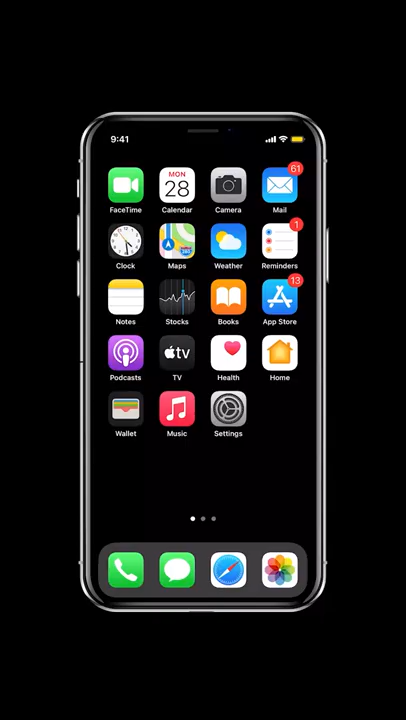 9:41
61
MON
28
FaceTime Calendar Camera Mail
1
280
Clock Maps Weather Reminders
13
Notes Stocks Books App Store
tv
Podcasts TV Health Home
Wallet Music Settings